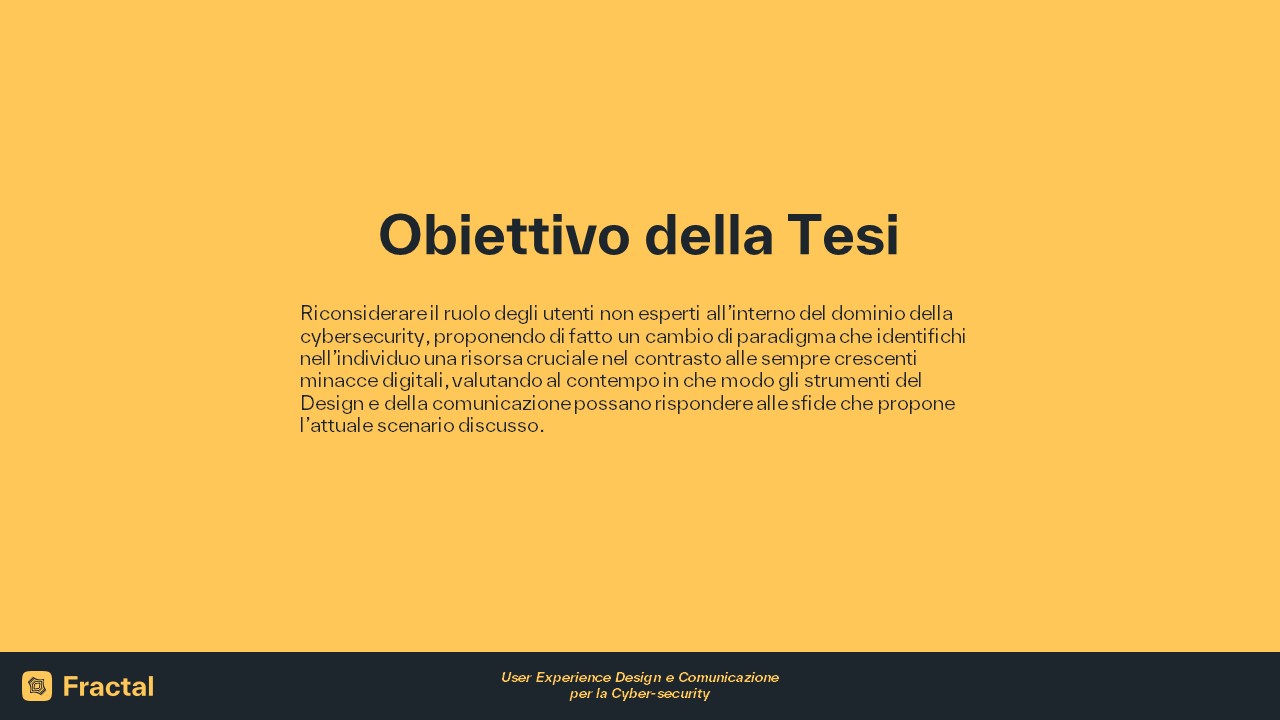 Obiettivo della Tesi
Riconsiderare il ruolo degli utenti non esperti all’interno del dominio della
cybersecurity, proponendo di fatto un cambio di paradigma che identifichi
nell’individuo una risorsa cruciale nel contrasto alle sempre crescenti
minacce digitali, valutando al contempo in che modo gli strumenti del
Design e della comunicazione possano rispondere alle sfide che propone
l’attuale scenario discusso.
Fractal
User Experience Design e Comunicazione
per la Cyber-security